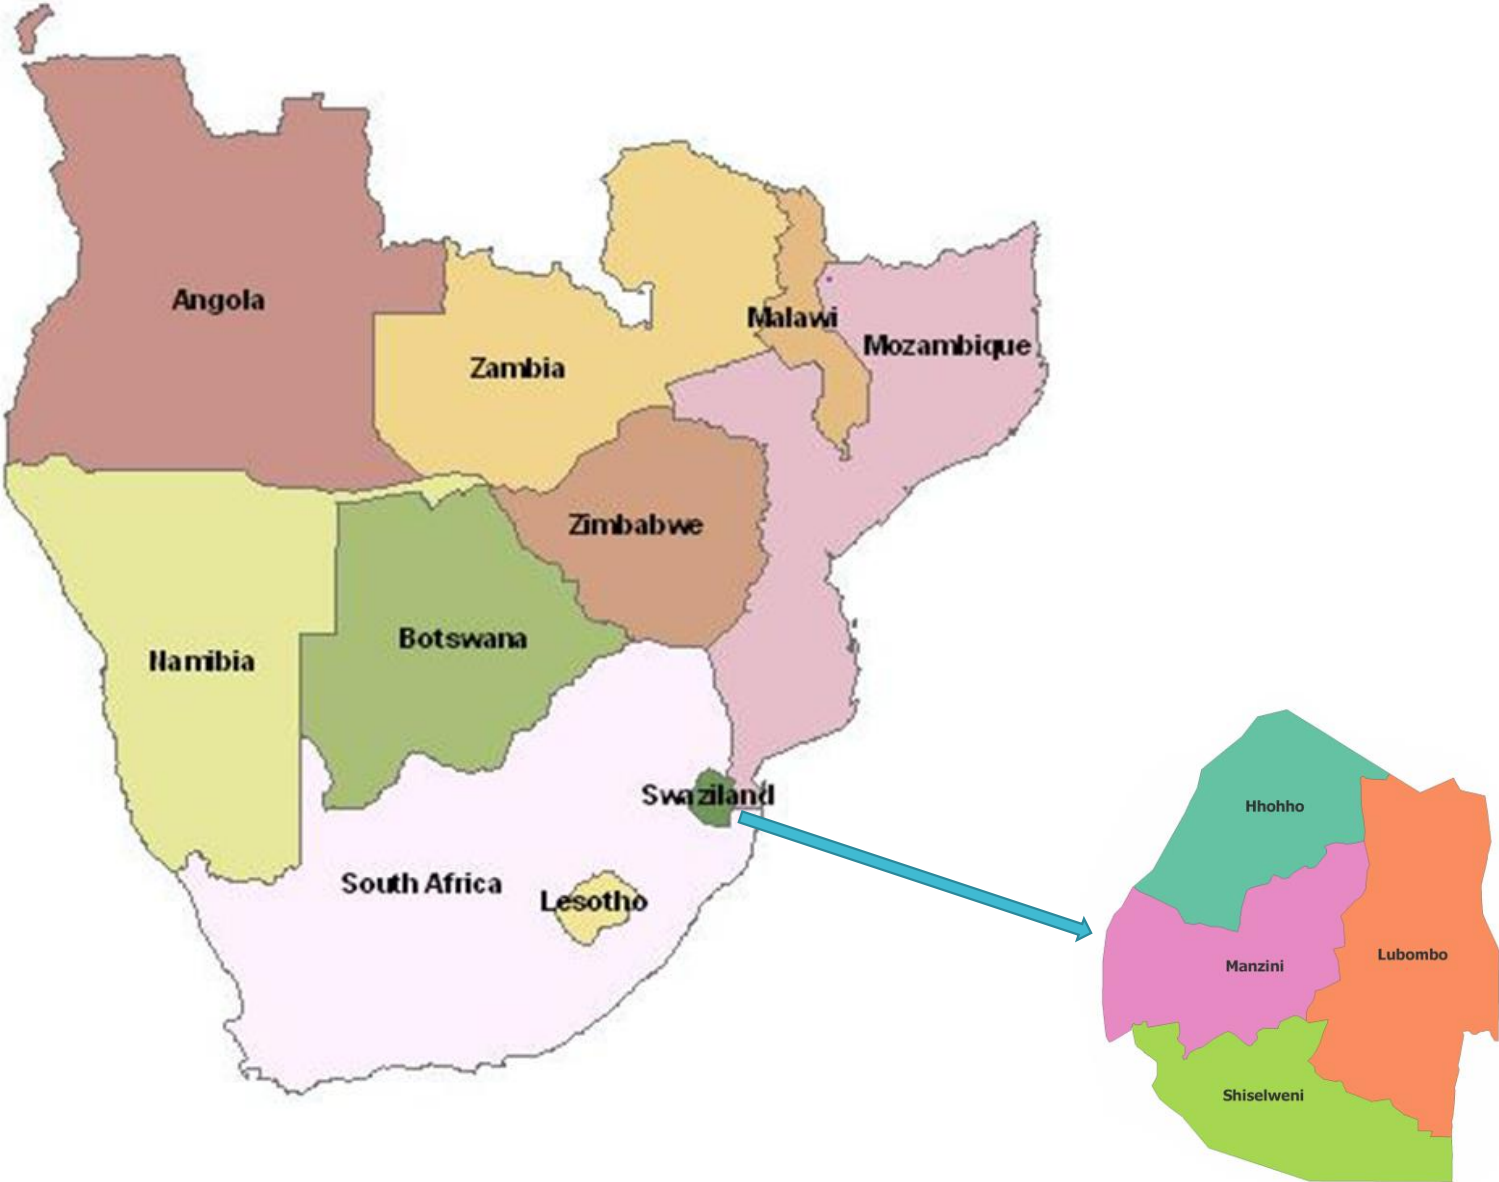 Angola
Malawi
Mozambique
Zambia
Zimbabwe
Botswana
Namibia
Swaziland
Hhohho
South Africa
Lesotho
Lubombo
Manzini
Shiselweni